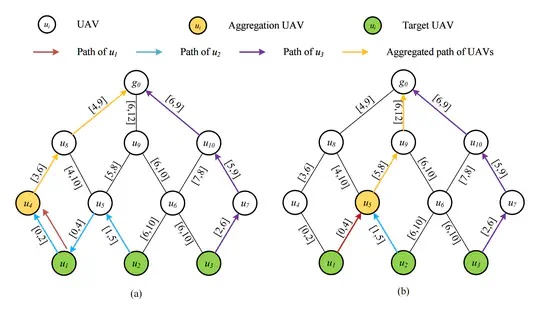 u_i UAV u_i Aggregation UAV u_i Target UAV
Path of u_1 Path of u_2 Path of u_3 Aggregated path of UAVs
g_0 g_0
[4,9] [6,12] [6,9] [4,9] [6,12] [6,9]
u_8 u_9 u_10 u_8 u_9 u_10
[3,6] [4,10] [5,8] [6,10] [7,8] [5,9] [3,6] [4,10] [5,8] [6,10] [7,8] [5,9]
u_4 u_5 u_6 u_7 u_4 u_5 u_6 u_7
[0,2] [0,4] [1,5] [6,10] [6,10] [2,6] [0,2] [0,4] [1,5] [6,10] [6,10] [2,6]
u_1 u_2 u_3 u_1 u_2 u_3
(a) (b)